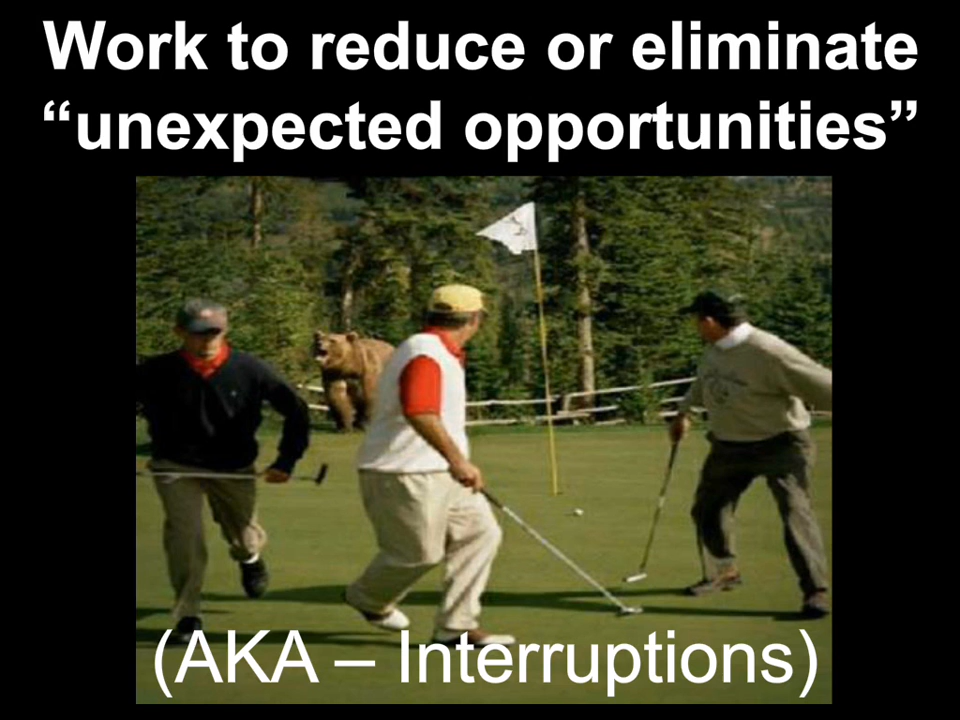 Work to reduce or eliminate
“unexpected opportunities”
(AKA – Interruptions)